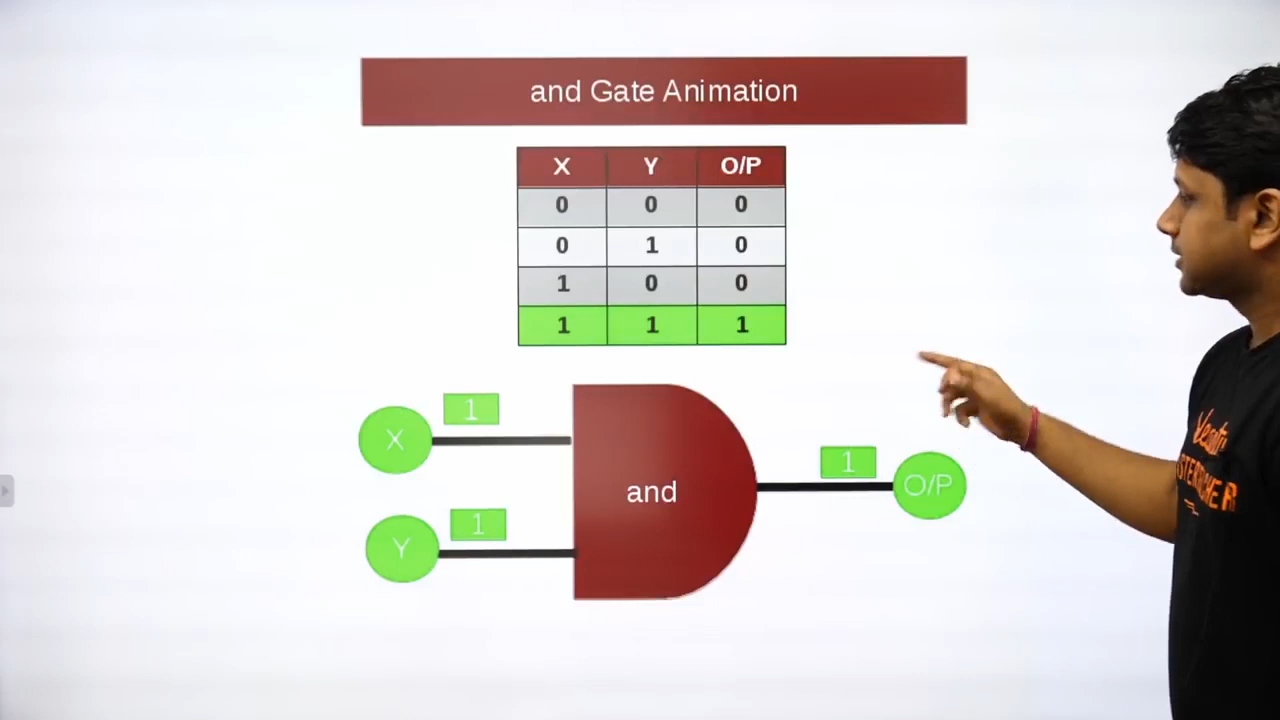 and Gate Animation
X Y O/P
0 0 0
0 1 0
1 0 0
1 1 1
X 1
and
1 O/P
Y 1